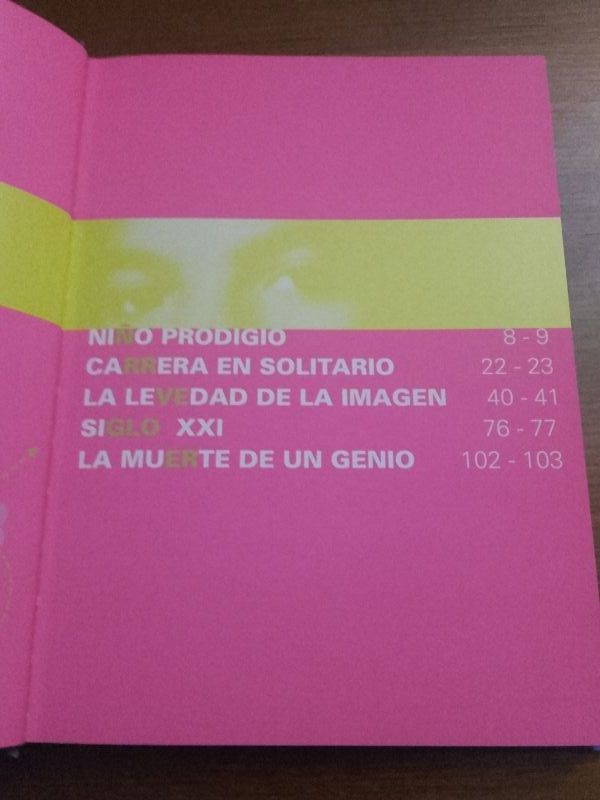 NIÑO PRODIGIO 8 - 9
CARRERA EN SOLITARIO 22 - 23
LA LEVEDAD DE LA IMAGEN 40 - 41
SIGLO XXI 76 - 77
LA MUERTE DE UN GENIO 102 - 103